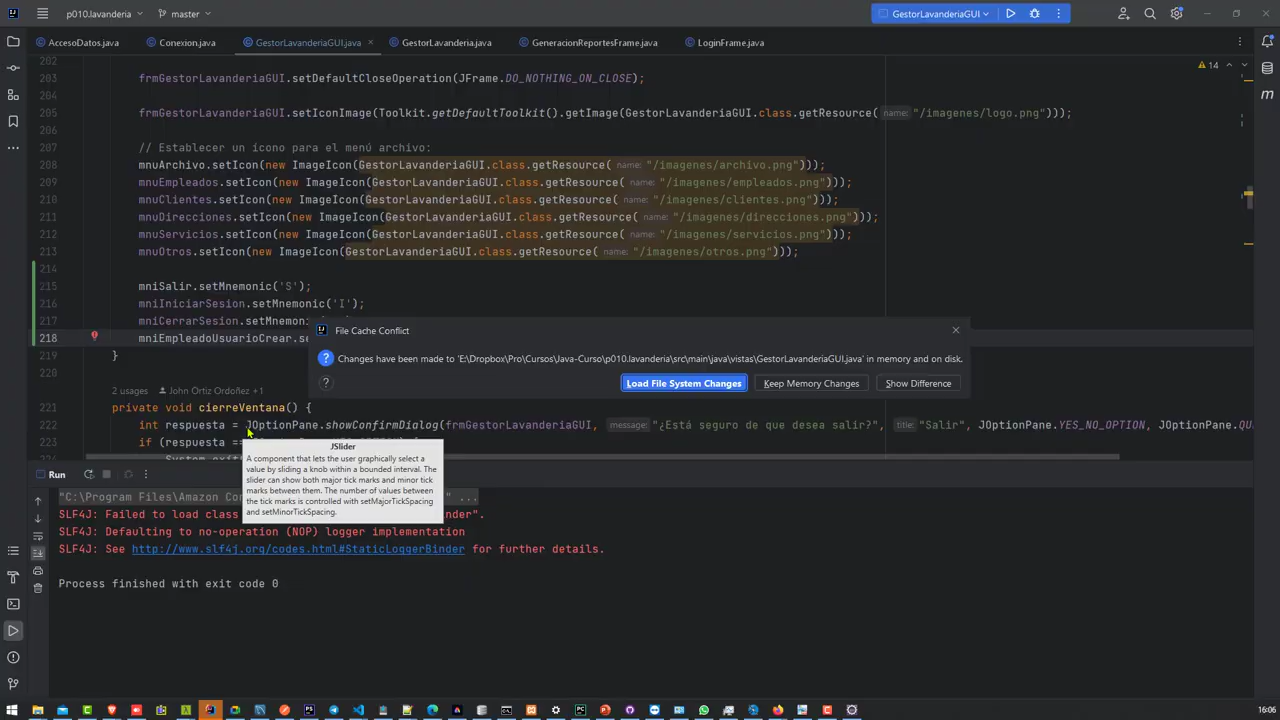 p010.lavanderia
master
GestorLavanderiaGUI
AccesoDatos.java
Conexion.java
GestorLavanderiaGUI.java
GestorLavanderia.java
GeneracionReportesFrame.java
LoginFrame.java
14
202
203 frmGestorLavanderiaGUI.setDefaultCloseOperation(JFrame.DO_NOTHING_ON_CLOSE);
204
205 frmGestorLavanderiaGUI.setIconImage(Toolkit.getDefaultToolkit().getImage(GestorLavanderiaGUI.class.getResource( name: "/imagenes/logo.png")));
206
207 // Establecer un ícono para el menú archivo:
208 mnuArchivo.setIcon(new ImageIcon(GestorLavanderiaGUI.class.getResource( name: "/imagenes/archivo.png")));
209 mnuEmpleados.setIcon(new ImageIcon(GestorLavanderiaGUI.class.getResource( name: "/imagenes/empleados.png")));
210 mnuClientes.setIcon(new ImageIcon(GestorLavanderiaGUI.class.getResource( name: "/imagenes/clientes.png")));
211 mnuDirecciones.setIcon(new ImageIcon(GestorLavanderiaGUI.class.getResource( name: "/imagenes/direcciones.png")));
212 mnuServicios.setIcon(new ImageIcon(GestorLavanderiaGUI.class.getResource( name: "/imagenes/servicios.png")));
213 mnuOtros.setIcon(new ImageIcon(GestorLavanderiaGUI.class.getResource( name: "/imagenes/otros.png")));
214
215 mniSalir.setMnemonic('S');
216 mniIniciarSesion.setMnemonic('I');
217 mniCerrarSesion.setMnemoni
218 mniEmpleadoUsuarioCrear.se
219 }
220
File Cache Conflict
Changes have been made to 'E:\Dropbox\Pro\Cursos\Java-Curso\p010.lavanderia\src\main\java\vistas\GestorLavanderiaGUI.java' in memory and on disk.
Load File System Changes
Keep Memory Changes
Show Difference
2 usages John Ortiz Ordoñez +1
221 private void cierreVentana() {
222 int respuesta = JOptionPane.showConfirmDialog(frmGestorLavanderiaGUI, message: "¿Está seguro de que desea salir?", title: "Salir", JOptionPane.YES_NO_OPTION, JOptionPane.QU
223 if (respuesta ==
JSlider
A component that lets the user graphically select a
value by sliding a knob within a bounded interval. The
slider can show both major tick marks and minor tick
marks between them. The number of values between
the tick marks is controlled with setMajorTickSpacing
and setMinorTickSpacing.
Run
"C:\Program Files\Amazon Co " ...
SLF4J: Failed to load class nder".
SLF4J: Defaulting to no-operation (NOP) logger implementation
SLF4J: See http://www.slf4j.org/codes.html#StaticLoggerBinder for further details.
Process finished with exit code 0
16:06